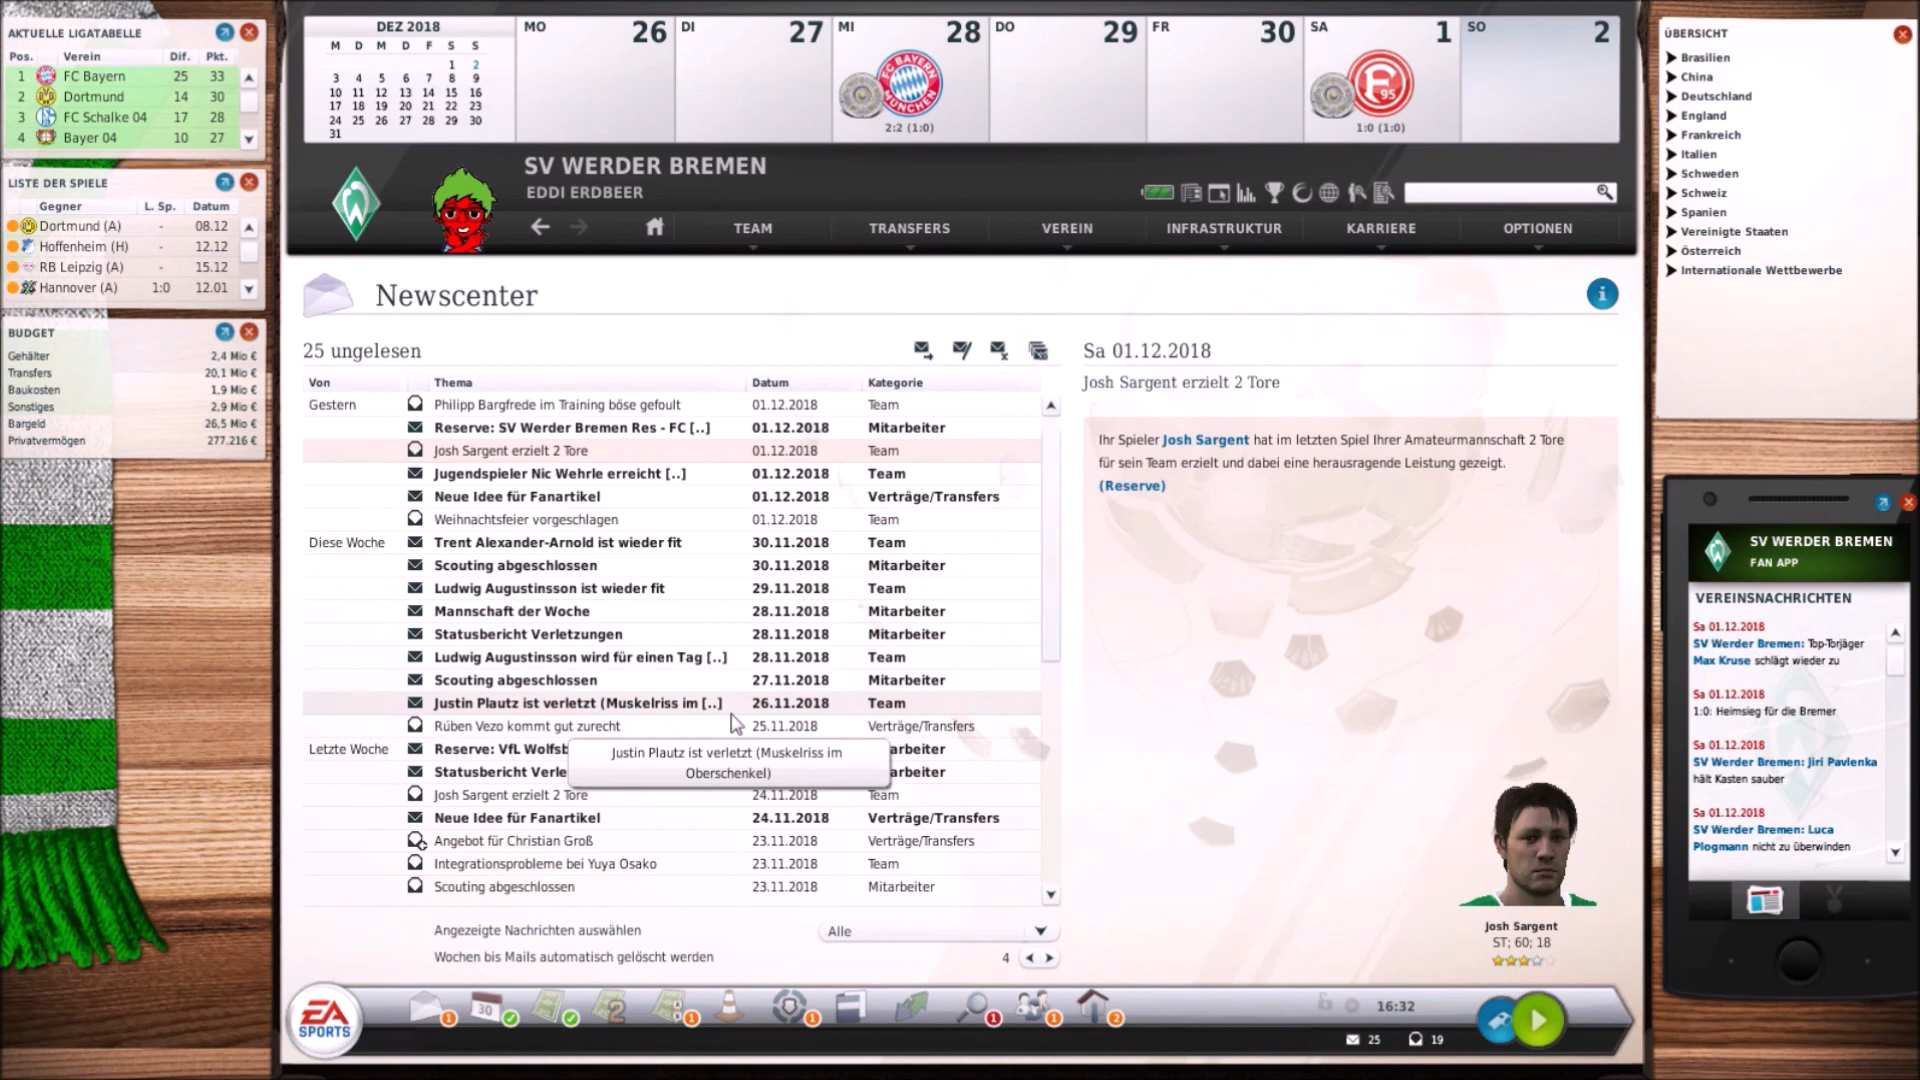 AKTUELLE LIGATABELLE
Pos. Verein Dif. Pkt.
1 FC Bayern 25 33
2 Dortmund 14 30
3 FC Schalke 04 17 28
4 Bayer 04 10 27
LISTE DER SPIELE
Gegner L. Sp. Datum
Dortmund (A) - 08.12
Hoffenheim (H) - 12.12
RB Leipzig (A) - 15.12
Hannover (A) 1:0 12.01
BUDGET
Gehälter 2,4 Mio €
Transfers 20,1 Mio €
Baukosten 1,9 Mio €
Sonstiges 2,9 Mio €
Bargeld 26,5 Mio €
Privatvermögen 277.216 €
DEZ 2018
M D M D F S S
1 2
3 4 5 6 7 8 9
10 11 12 13 14 15 16
17 18 19 20 21 22 23
24 25 26 27 28 29 30
31
MO 26 DI 27 MI 28 DO 29 FR 30 SA 1 SO 2
FC BAYERN MÜNCHEN
F95
2:2 (1:0)
1:0 (1:0)
SV WERDER BREMEN
EDDI ERDBEER
TEAM TRANSFERS VEREIN INFRASTRUKTUR KARRIERE OPTIONEN
Newscenter
25 ungelesen
Von Thema Datum Kategorie
Gestern Philipp Bargfrede im Training böse gefoult 01.12.2018 Team
Reserve: SV Werder Bremen Res - FC [..] 01.12.2018 Mitarbeiter
Josh Sargent erzielt 2 Tore 01.12.2018 Team
Jugendspieler Nic Wehrle erreicht [..] 01.12.2018 Team
Neue Idee für Fanartikel 01.12.2018 Verträge/Transfers
Weihnachtsfeier vorgeschlagen 01.12.2018 Team
Diese Woche Trent Alexander-Arnold ist wieder fit 30.11.2018 Team
Scouting abgeschlossen 30.11.2018 Mitarbeiter
Ludwig Augustinsson ist wieder fit 29.11.2018 Team
Mannschaft der Woche 28.11.2018 Mitarbeiter
Statusbericht Verletzungen 28.11.2018 Mitarbeiter
Ludwig Augustinsson wird für einen Tag [..] 28.11.2018 Team
Scouting abgeschlossen 27.11.2018 Mitarbeiter
Justin Plautz ist verletzt (Muskelriss im [..] 26.11.2018 Team
Rúben Vezo kommt gut zurecht 25.11.2018 Verträge/Transfers
Letzte Woche Reserve: VfL Wolfsb arbeiter
Statusbericht Verle arbeiter
Justin Plautz ist verletzt (Muskelriss im
Oberschenkel)
Josh Sargent erzielt 2 Tore 24.11.2018 Team
Neue Idee für Fanartikel 24.11.2018 Verträge/Transfers
Angebot für Christian Groß 23.11.2018 Verträge/Transfers
Integrationsprobleme bei Yuya Osako 23.11.2018 Team
Scouting abgeschlossen 23.11.2018 Mitarbeiter
Angezeigte Nachrichten auswählen Alle
Wochen bis Mails automatisch gelöscht werden 4
Sa 01.12.2018
Josh Sargent erzielt 2 Tore
Ihr Spieler Josh Sargent hat im letzten Spiel Ihrer Amateurmannschaft 2 Tore
für sein Team erzielt und dabei eine herausragende Leistung gezeigt.
(Reserve)
Josh Sargent
ST; 60; 18
EA SPORTS
1 30 2 1 1 1 1 2
16:32
25 19
ÜBERSICHT
Brasilien
China
Deutschland
England
Frankreich
Italien
Schweden
Schweiz
Spanien
Vereinigte Staaten
Österreich
Internationale Wettbewerbe
SV WERDER BREMEN
FAN APP
VEREINSNACHRICHTEN
Sa 01.12.2018
SV Werder Bremen: Top-Torjäger
Max Kruse schlägt wieder zu
Sa 01.12.2018
1:0: Heimsieg für die Bremer
Sa 01.12.2018
SV Werder Bremen: Jiri Pavlenka
hält Kasten sauber
Sa 01.12.2018
SV Werder Bremen: Luca
Plogmann nicht zu überwinden